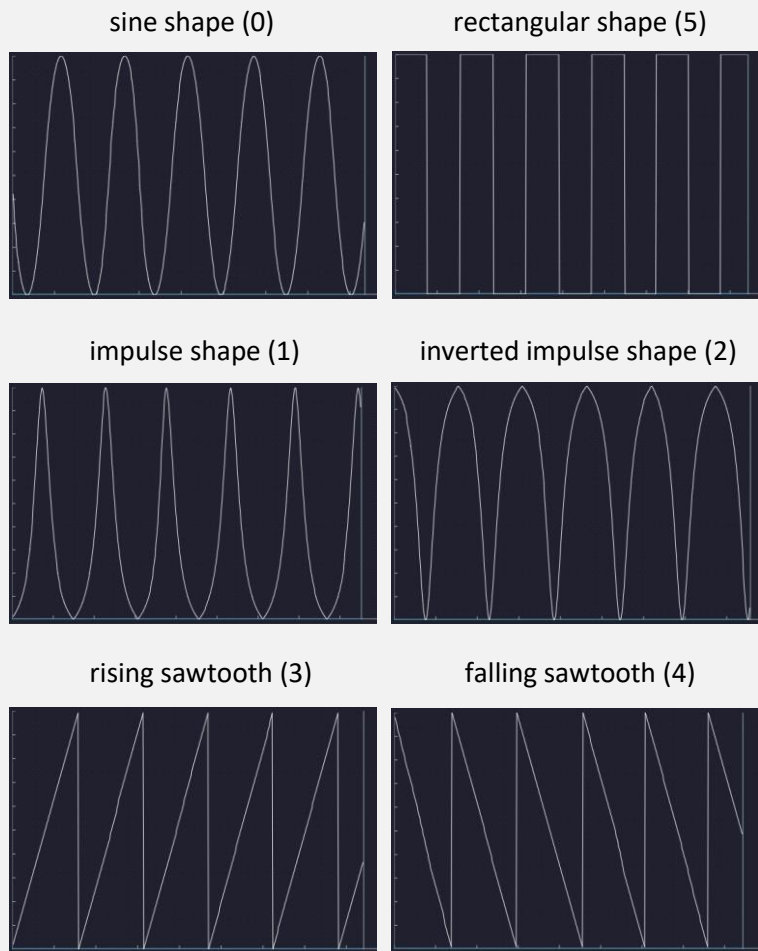 sine shape (0)
rectangular shape (5)
impulse shape (1)
inverted impulse shape (2)
rising sawtooth (3)
falling sawtooth (4)